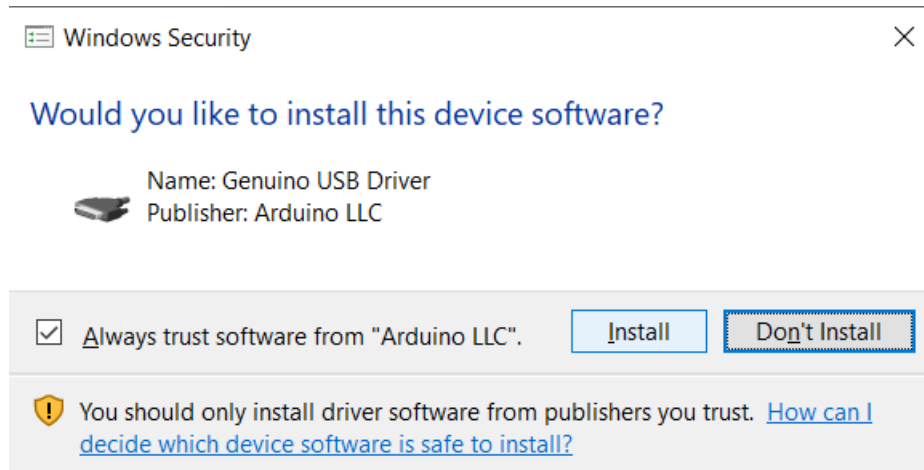 Windows Security
Would you like to install this device software?
Name: Genuino USB Driver
Publisher: Arduino LLC
Always trust software from "Arduino LLC".
Install
Don't Install
You should only install driver software from publishers you trust. How can I
decide which device software is safe to install?